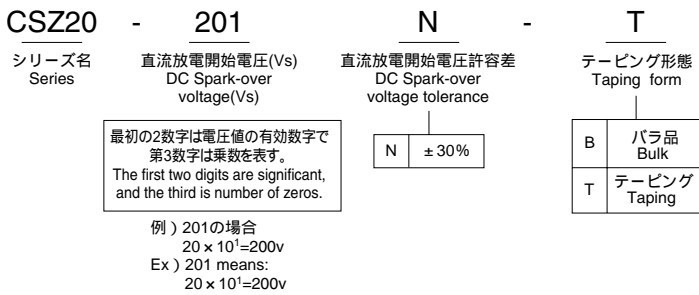 CSZ20 - 201 N - T
シリーズ名
Series
直流放電開始電圧(Vs)
DC Spark-over
voltage(Vs)
直流放電開始電圧許容差
DC Spark-over
voltage tolerance
テーピング形態
Taping form
最初の2数字は電圧値の有効数字で
第3数字は乗数を表す。
The first two digits are significant,
and the third is number of zeros.
N ±30%
B バラ品
Bulk
T テーピング
Taping
例）201の場合
20×10¹=200v
Ex）201 means:
20×10¹=200v